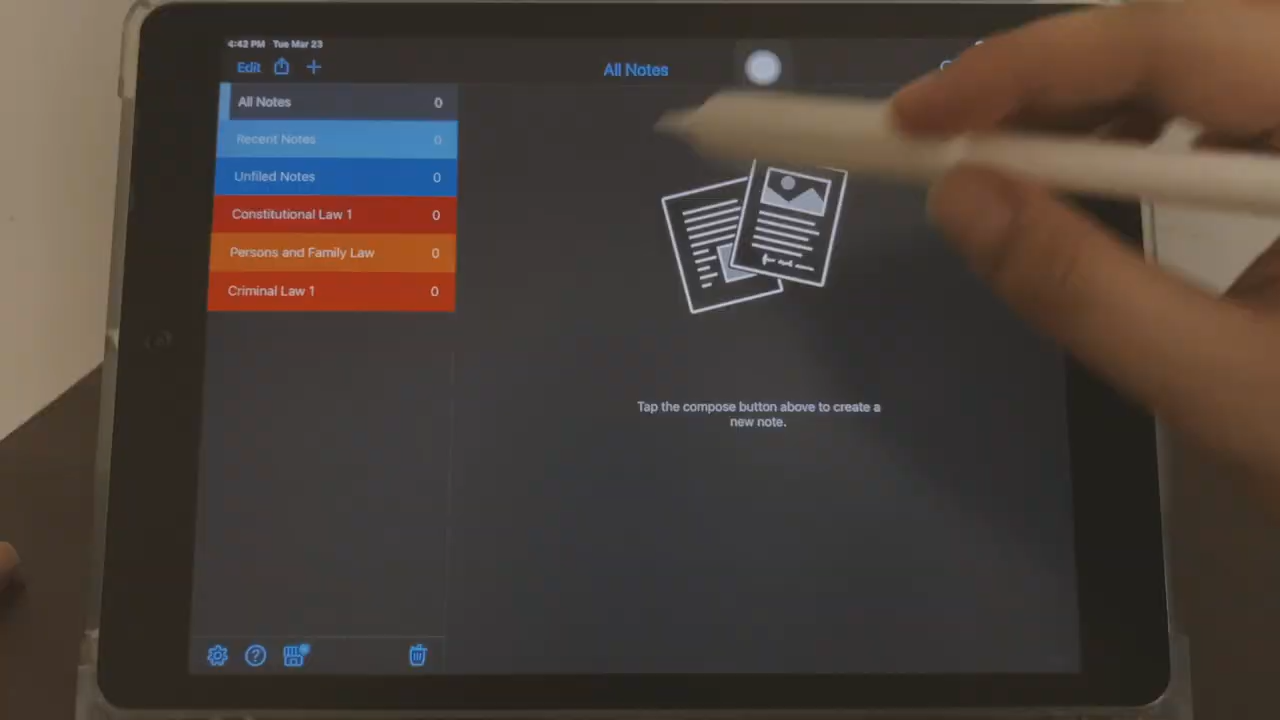 4:42 PM Tue Mar 23
Edit
All Notes
All Notes 0
Recent Notes 0
Unfiled Notes 0
Constitutional Law 1 0
Persons and Family Law 0
Criminal Law 1 0
Tap the compose button above to create a
new note.
?